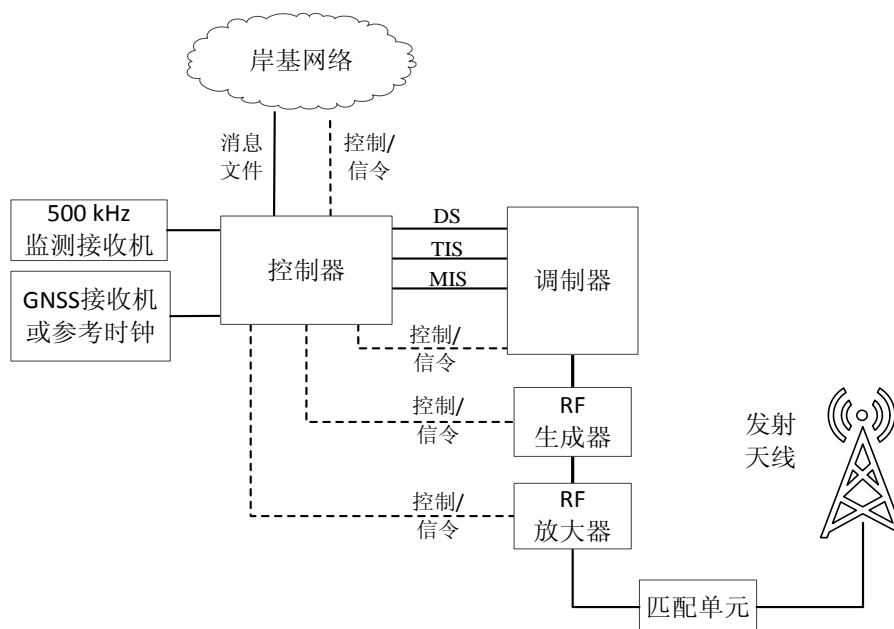 岸基网络
消息
文件
控制/
信令
500 kHz
监测接收机
GNSS接收机
或参考时钟
控制器
DS
TIS
MIS
调制器
控制/
信令
控制/
信令
RF
生成器
控制/
信令
RF
放大器
发射
天线
匹配单元